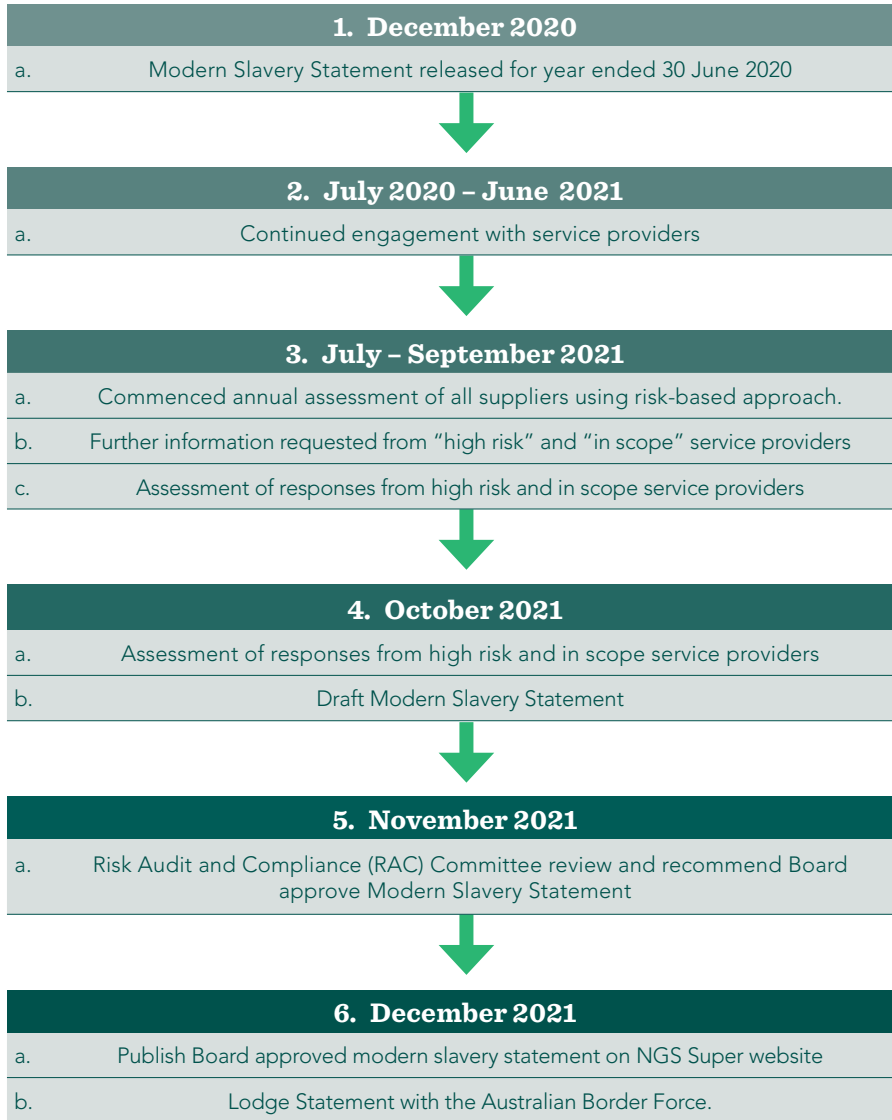 1. December 2020
a. Modern Slavery Statement released for year ended 30 June 2020
2. July 2020 – June 2021
a. Continued engagement with service providers
3. July – September 2021
a. Commenced annual assessment of all suppliers using risk-based approach.
b. Further information requested from “high risk” and “in scope” service providers
c. Assessment of responses from high risk and in scope service providers
4. October 2021
a. Assessment of responses from high risk and in scope service providers
b. Draft Modern Slavery Statement
5. November 2021
a. Risk Audit and Compliance (RAC) Committee review and recommend Board
approve Modern Slavery Statement
6. December 2021
a. Publish Board approved modern slavery statement on NGS Super website
b. Lodge Statement with the Australian Border Force.